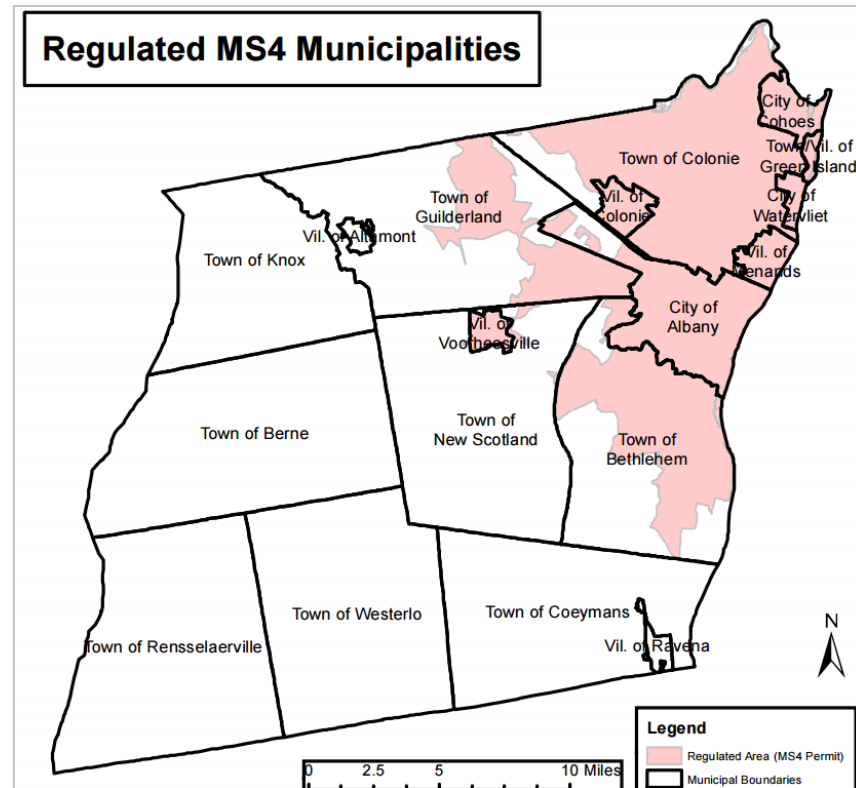 Regulated MS4 Municipalities
City of
Cohoes
Town/Vil. of
Green Island
Town of Colonie
Vil. of
Colonie
City of
Watervliet
Town of
Guilderland
Vil. of Altamont
Town of Knox
Vil. of
Menands
City of
Albany
Vil. of
Voorheesville
Town of Berne
Town of
New Scotland
Town of
Bethlehem
Town of Westerlo
Town of Coeymans
Town of Rensselaerville
Vil. of Ravena
N
Legend
Regulated Area (MS4 Permit)
Municipal Boundaries
0 2.5 5 10 Miles